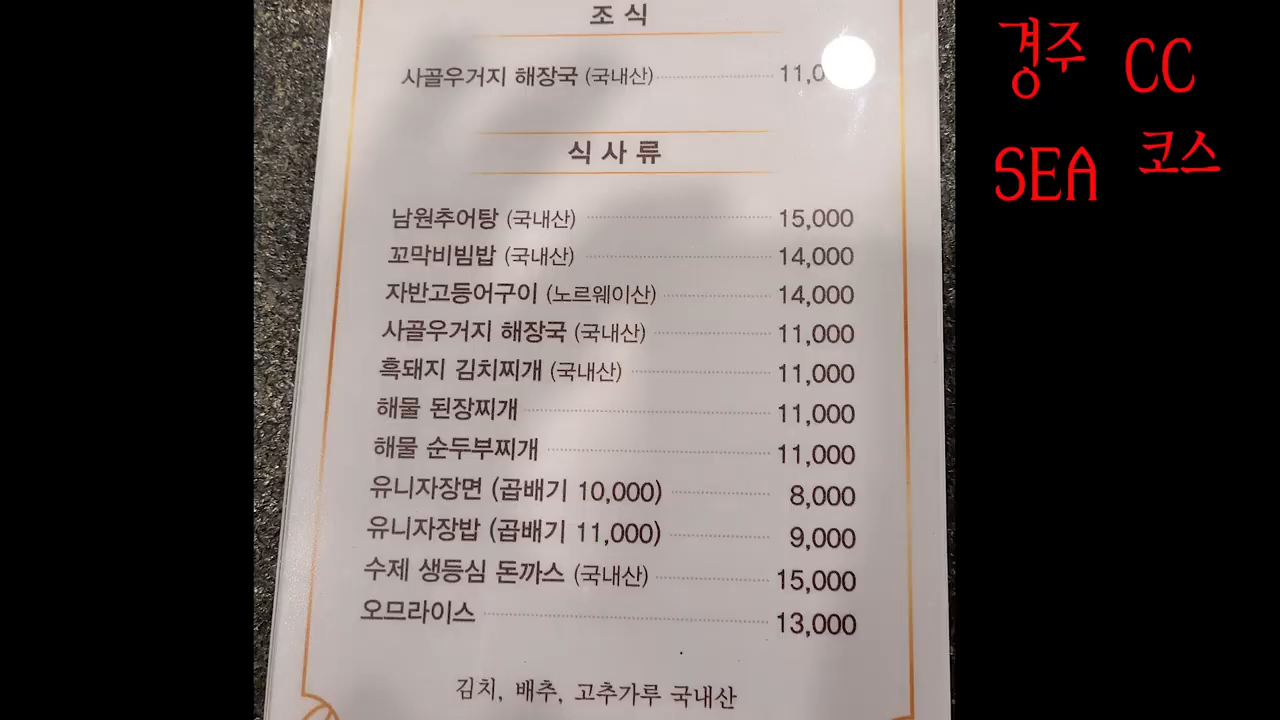 조식
사골우거지 해장국 (국내산) 11,0
식사류
남원추어탕 (국내산) 15,000
꼬막비빔밥 (국내산) 14,000
자반고등어구이 (노르웨이산) 14,000
사골우거지 해장국 (국내산) 11,000
흑돼지 김치찌개 (국내산) 11,000
해물 된장찌개 11,000
해물 순두부찌개 11,000
유니자장면 (곱배기 10,000) 8,000
유니자장밥 (곱배기 11,000) 9,000
수제 생등심 돈까스 (국내산) 15,000
오므라이스 13,000
김치, 배추, 고추가루 국내산
경주 CC
SEA 코스